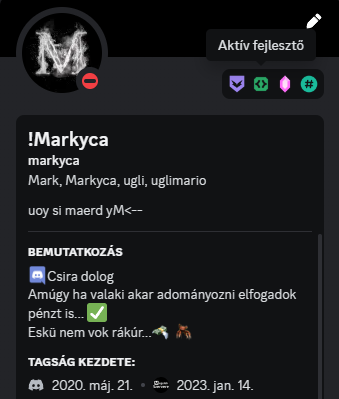 Aktív fejlesztő
!Markyca
markyca
Mark, Markyca, ugli, uglimario
uoy si maerd yM<--
BEMUTATKOZÁS
Csira dolog
Amúgy ha valaki akar adományozni elfogadok
pénzt is... ✅
Eskü nem vok rákúr...
TAGSÁG KEZDETE:
2020. máj. 21. • 2023. jan. 14.